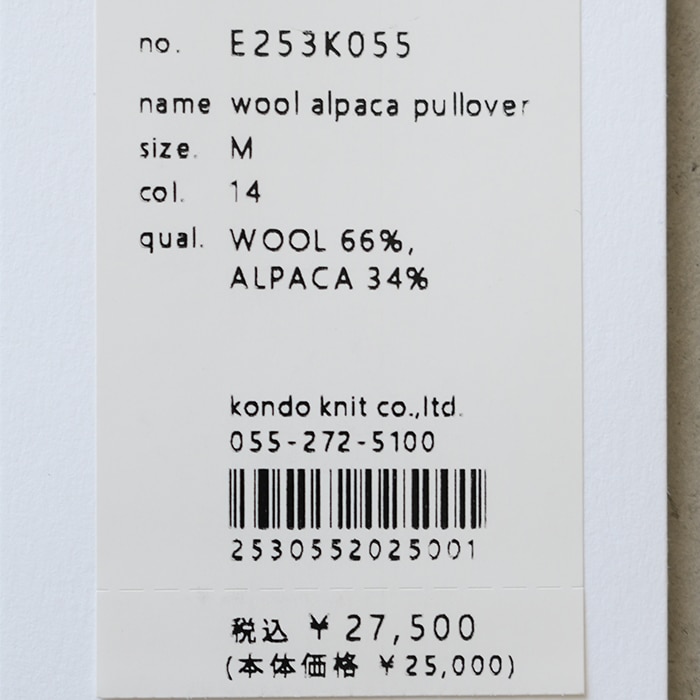 no. E253K055
name wool alpaca pullover
size. M
col. 14
qual. WOOL 66%,
ALPACA 34%
kondo knit co.,ltd.
055-272-5100
2530552025001
税込 ¥ 27,500
(本体価格 ¥25,000)